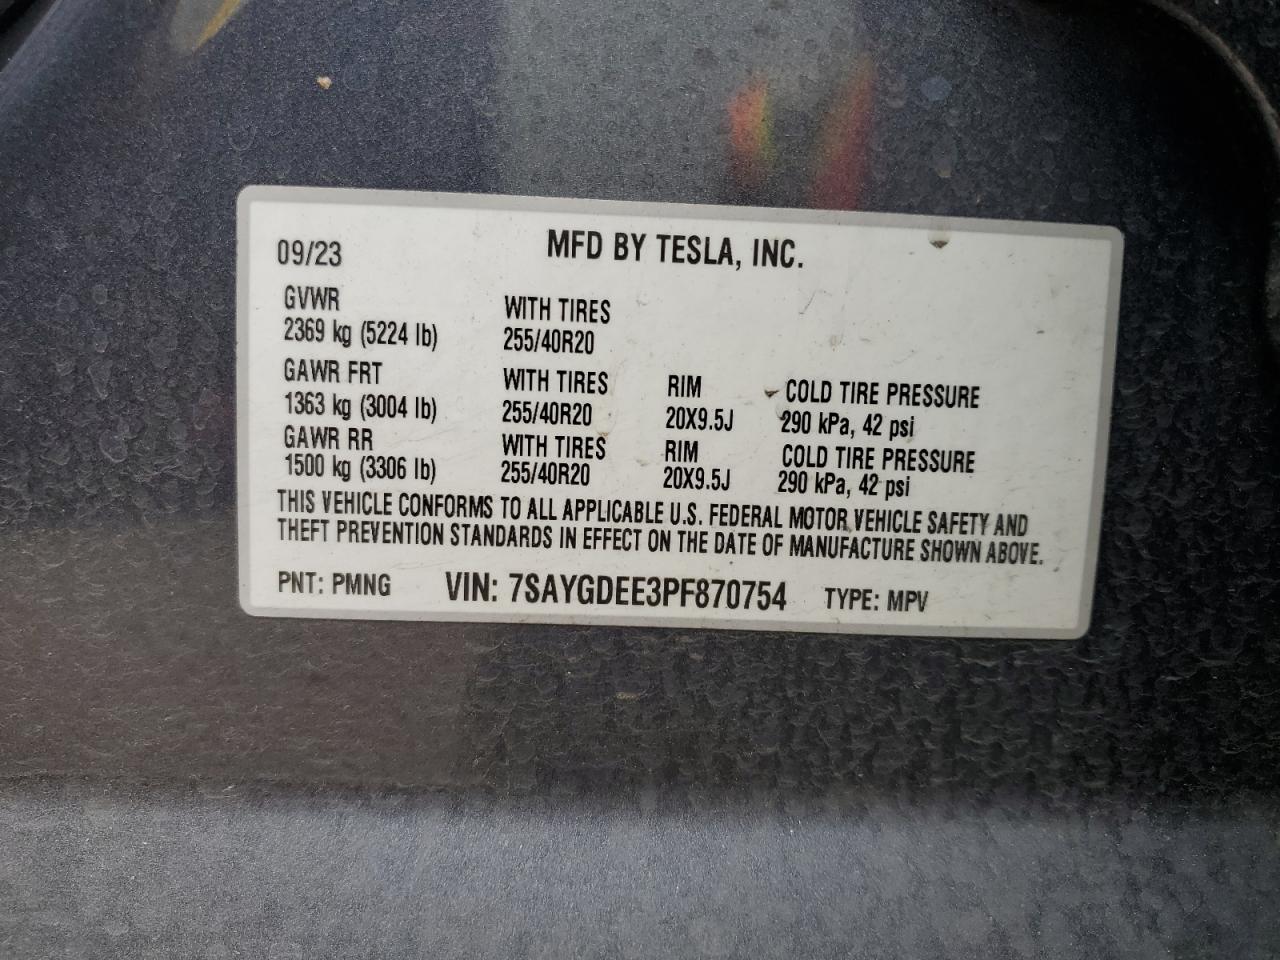 09/23 MFD BY TESLA, INC.
GVWR WITH TIRES
2369 kg (5224 lb) 255/40R20
GAWR FRT WITH TIRES RIM COLD TIRE PRESSURE
1363 kg (3004 lb) 255/40R20 20X9.5J 290 kPa, 42 psi
GAWR RR WITH TIRES RIM COLD TIRE PRESSURE
1500 kg (3306 lb) 255/40R20 20X9.5J 290 kPa, 42 psi
THIS VEHICLE CONFORMS TO ALL APPLICABLE U.S. FEDERAL MOTOR VEHICLE SAFETY AND
THEFT PREVENTION STANDARDS IN EFFECT ON THE DATE OF MANUFACTURE SHOWN ABOVE.
PNT: PMNG VIN: 7SAYGDEE3PF870754 TYPE: MPV